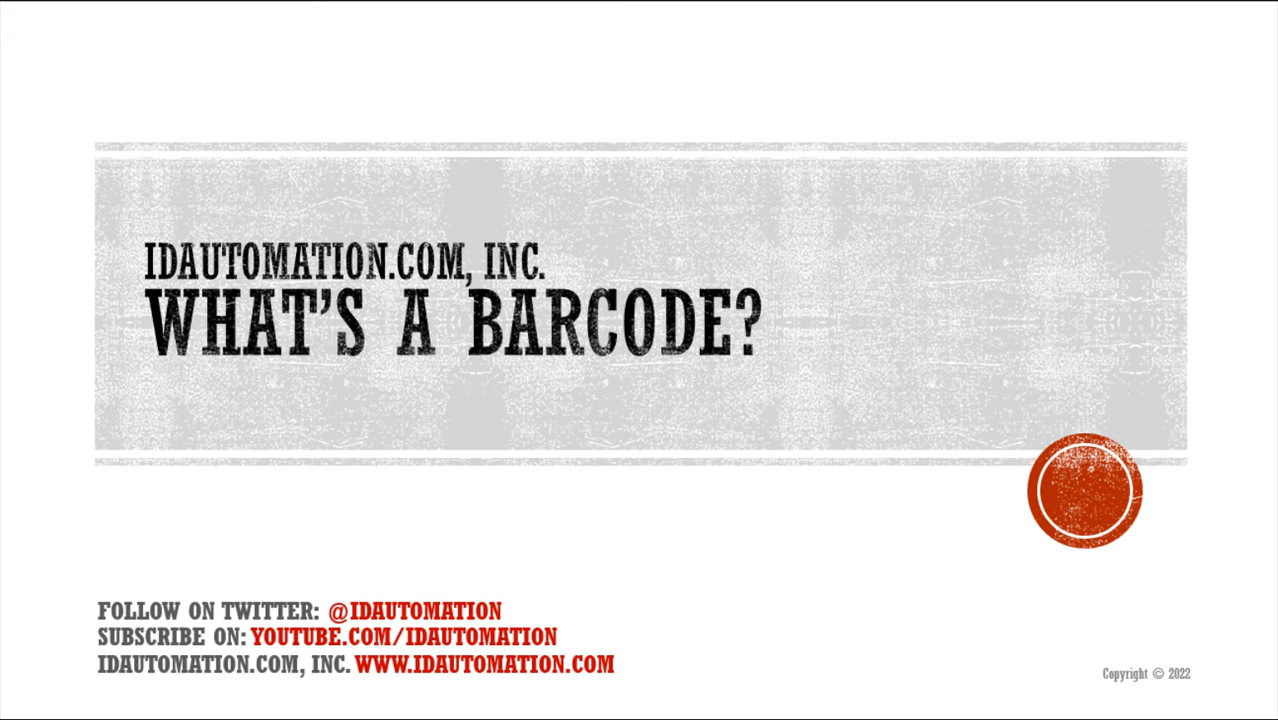 IDAUTOMATION.COM, INC.
WHAT'S A BARCODE?
FOLLOW ON TWITTER: @IDAUTOMATION
SUBSCRIBE ON: YOUTUBE.COM/IDAUTOMATION
IDAUTOMATION.COM, INC. WWW.IDAUTOMATION.COM
Copyright © 2022